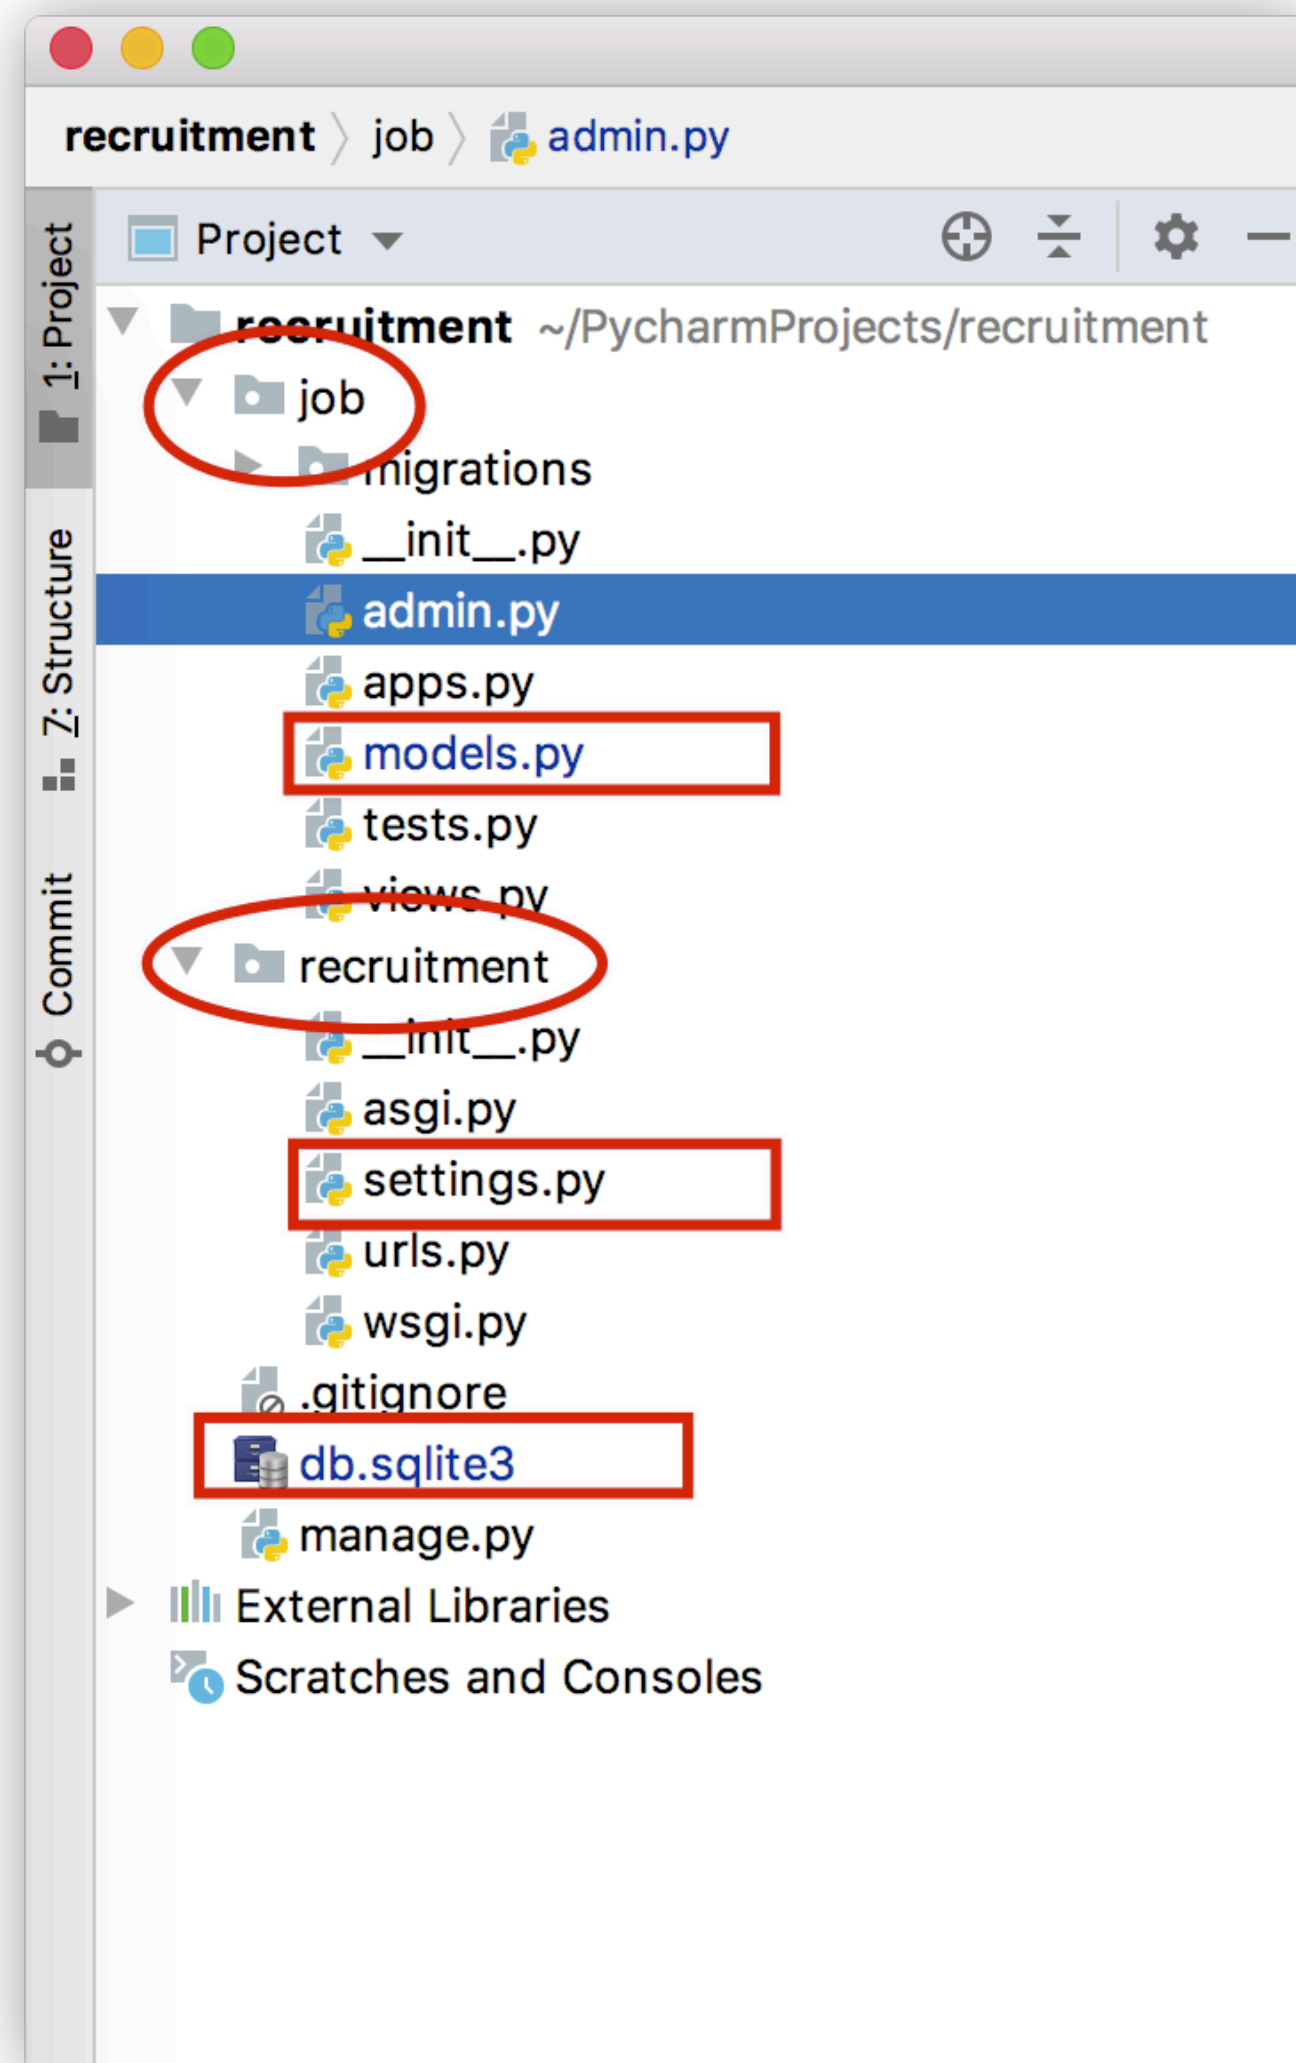 recruitment 〉 job 〉 admin.py
Project
1: Project
7: Structure
Commit
recruitment ~/PycharmProjects/recruitment
job
migrations
__init__.py
admin.py
apps.py
models.py
tests.py
views.py
recruitment
__init__.py
asgi.py
settings.py
urls.py
wsgi.py
.gitignore
db.sqlite3
manage.py
External Libraries
Scratches and Consoles